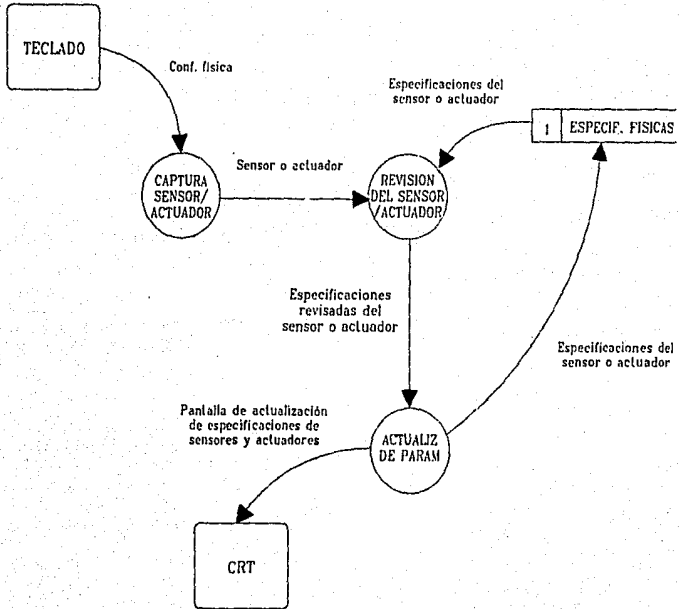 TECLADO
Conf. física
Especificaciones del
sensor o actuador
1 ESPECIF. FISICAS
Sensor o actuador
CAPTURA
SENSOR/
ACTUADOR
REVISION
DEL SENSOR
/ACTUADOR
Especificaciones
revisadas del
sensor o actuador
Especificaciones del
sensor o actuador
Pantalla de actualización
de especificaciones de
sensores y actuadores
ACTUALIZ
DE PARAM
CRT